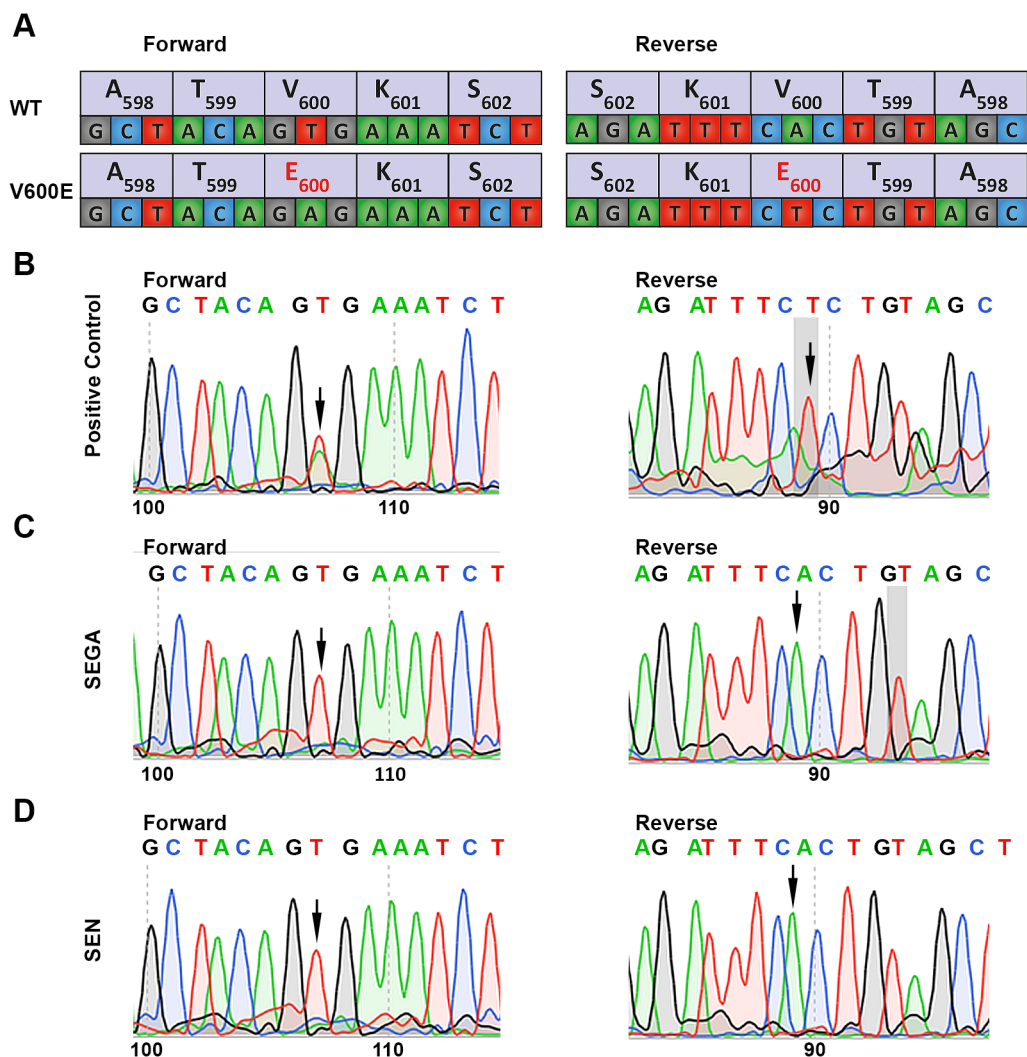 A
Forward Reverse
WT
A598 T599 V600 K601 S602 S602 K601 V600 T599 A598
G C T A C A G T G A A A T C T A G A T T T C A C T G T A G C
V600E
A598 T599 E600 K601 S602 S602 K601 E600 T599 A598
G C T A C A G A G A A A T C T A G A T T T C T C T G T A G C
B
Forward Reverse
Positive Control
G C T A C A G T G A A A T C T A G A T T T C T C T G T A G C
100 110 90
C
Forward Reverse
SEGA
G C T A C A G T G A A A T C T A G A T T T C A C T G T A G C
100 110 90
D
Forward Reverse
SEN
G C T A C A G T G A A A T C T A G A T T T C A C T G T A G C T
100 110 90